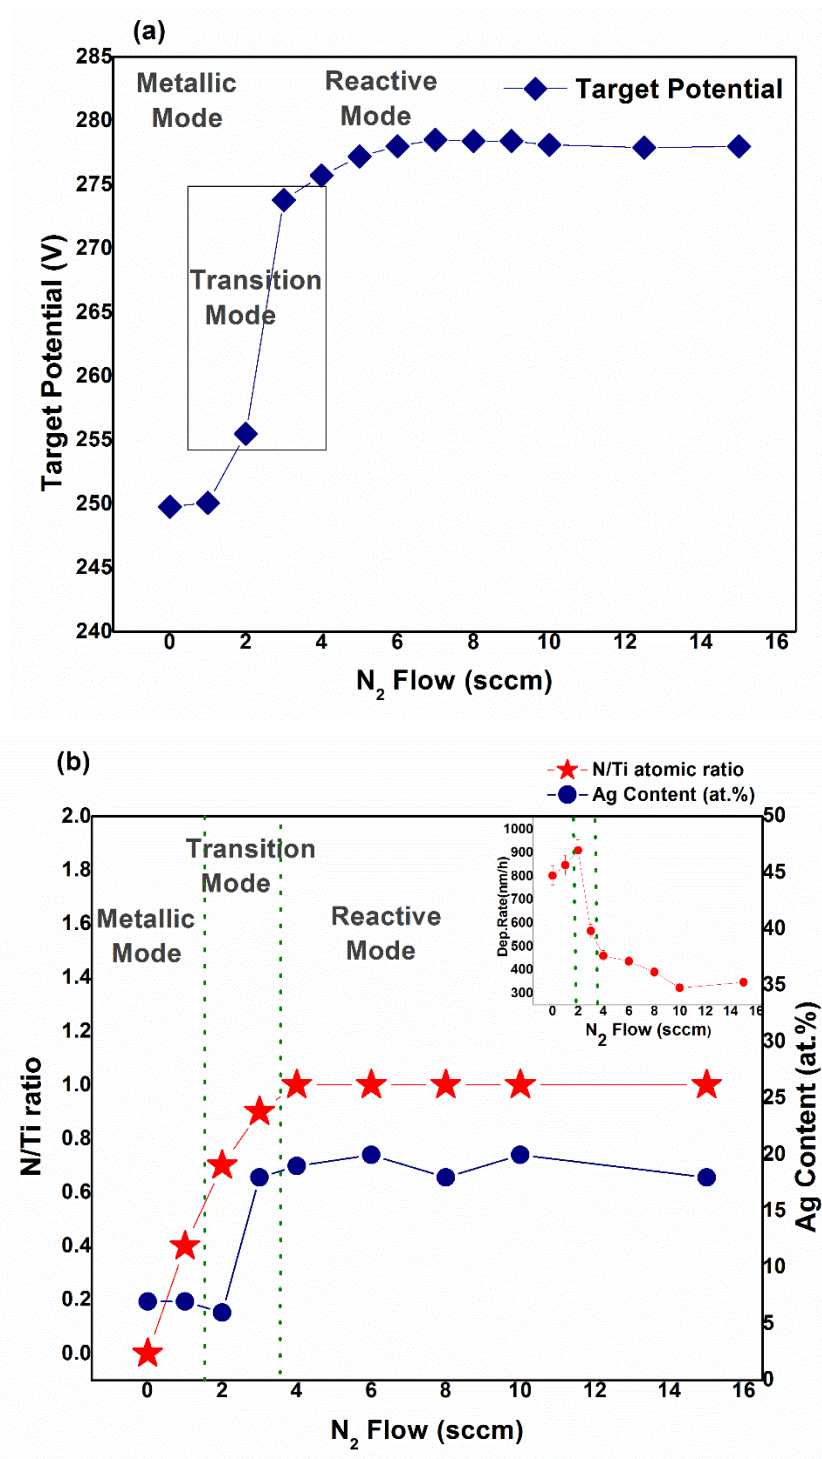 (a)
285
280
275
270
265
260
255
250
245
240
Target Potential (V)
Metallic
Mode
Reactive
Mode
Target Potential
Transition
Mode
0 2 4 6 8 10 12 14 16
N2 Flow (sccm)
(b)
N/Ti atomic ratio
Ag Content (at.%)
2.0
1.8
1.6
1.4
1.2
1.0
0.8
0.6
0.4
0.2
0.0
N/Ti ratio
Transition
Mode
Metallic
Mode
Reactive
Mode
1000
900
800
700
600
500
400
300
Dep.Rate(nm/h)
0 2 4 6 8 10 12 14 16
N2 Flow (sccm)
50
45
40
35
30
25
20
15
10
5
0
Ag Content (at.%)
0 2 4 6 8 10 12 14 16
N2 Flow (sccm)